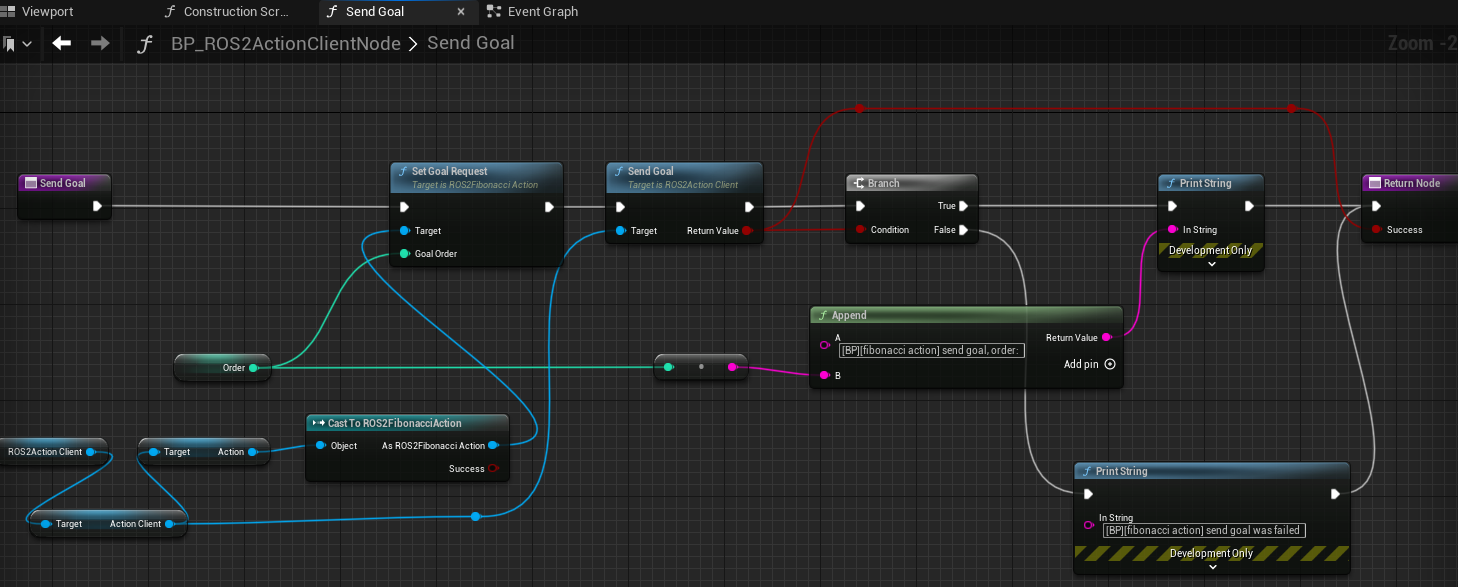 Viewport
Construction Scr...
Send Goal
Event Graph
BP_ROS2ActionClientNode > Send Goal
Zoom -2
Send Goal
Set Goal Request
Target is ROS2Fibonacci Action
Target
Goal Order
Send Goal
Target is ROS2Action Client
Target
Return Value
Branch
True
Condition
False
Print String
In String
Development Only
Return Node
Success
Append
A
[BP][fibonacci action] send goal, order:
Return Value
Add pin
B
Order
Cast To ROS2FibonacciAction
Object
As ROS2Fibonacci Action
Success
ROS2Action Client
Target
Action
Target
Action Client
Print String
In String
[BP][fibonacci action] send goal was failed
Development Only